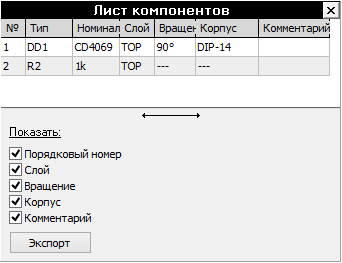 Лист компонентов
№ Тип Номинал Слой Вращен Корпус Комментарий
1 DD1 CD4069 TOP 90° DIP-14
2 R2 1k TOP --- ---
Показать:
Порядковый номер
Слой
Вращение
Корпус
Комментарий
Экспорт